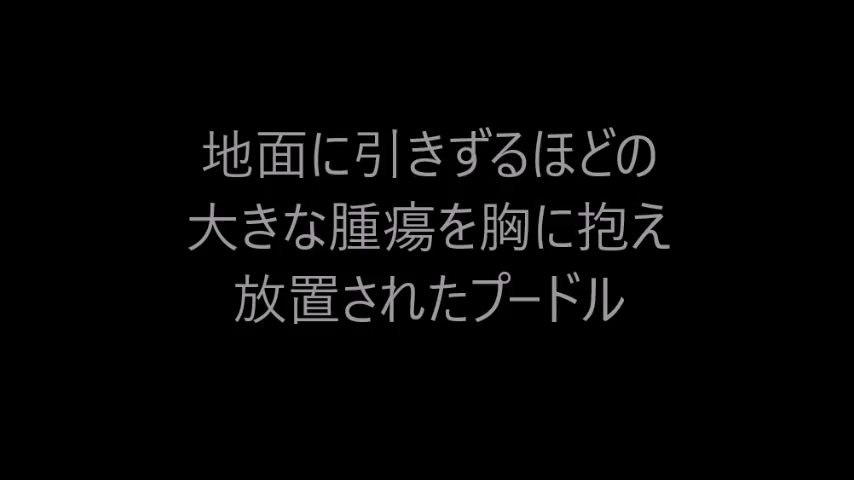 地面に引きずるほどの
大きな腫瘍を胸に抱え
放置されたプードル